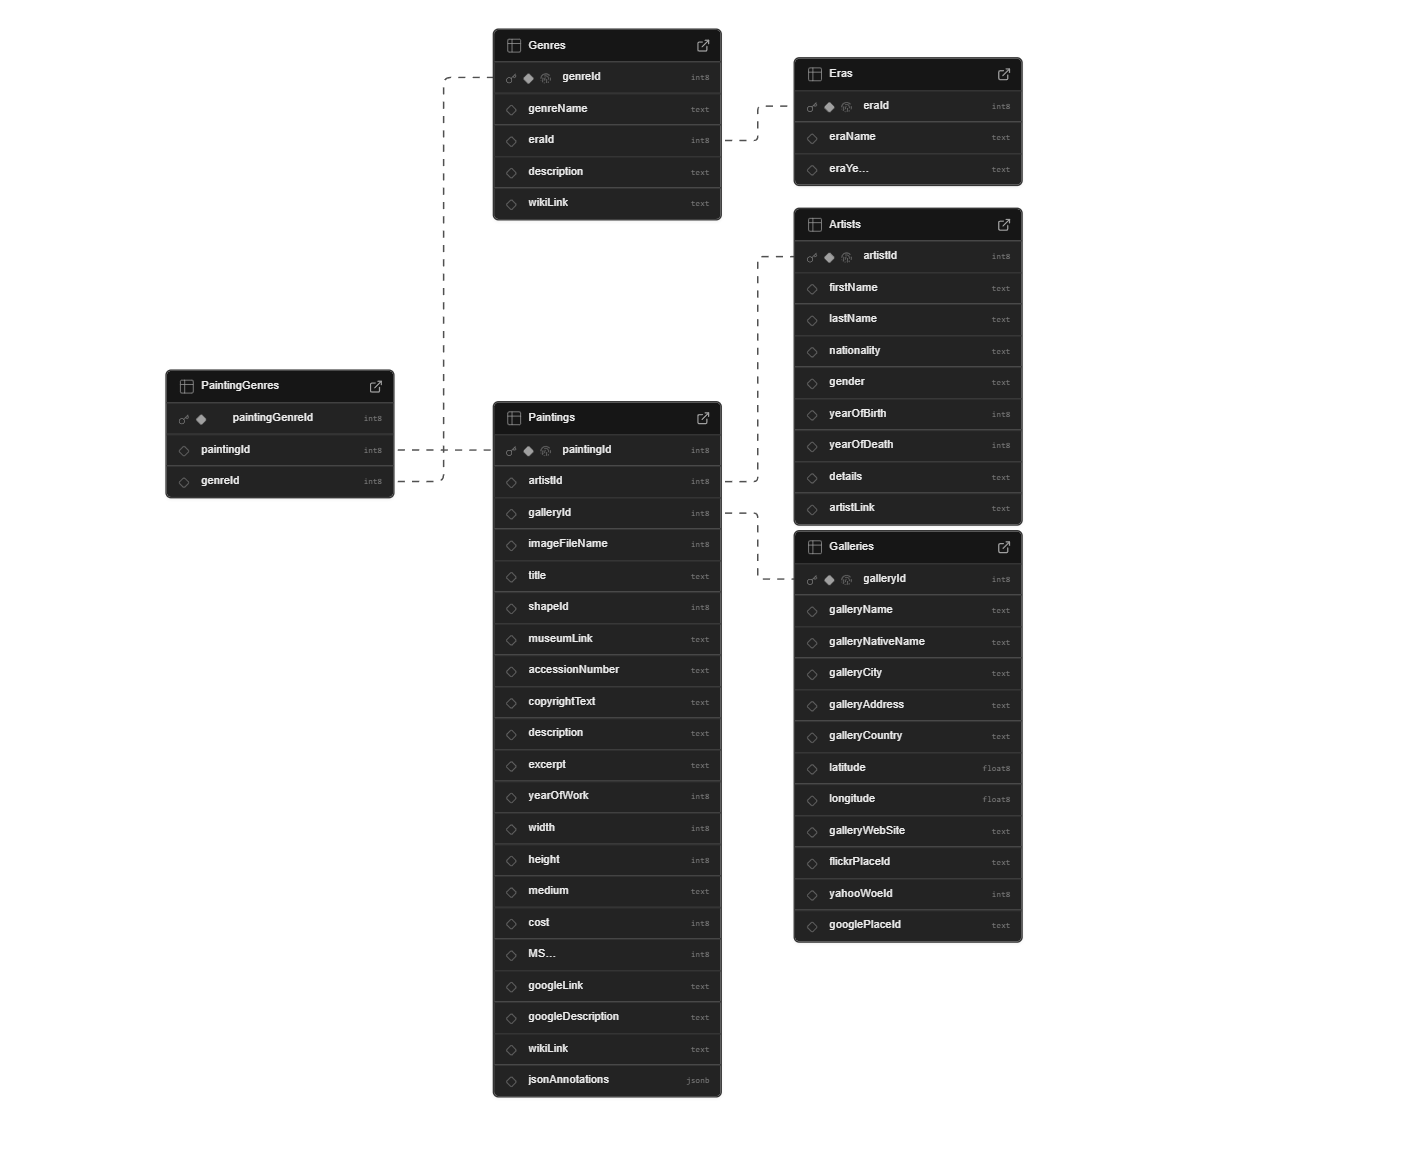 Genres
genreId int8
genreName text
eraId int8
description text
wikiLink text
Eras
eraId int8
eraName text
eraYe... text
Artists
artistId int8
firstName text
lastName text
nationality text
gender text
yearOfBirth int8
yearOfDeath int8
details text
artistLink text
PaintingGenres
paintingGenreId int8
paintingId int8
genreId int8
Paintings
paintingId int8
artistId int8
galleryId int8
imageFileName int8
title text
shapeId int8
museumLink text
accessionNumber text
copyrightText text
description text
excerpt text
yearOfWork int8
width int8
height int8
medium text
cost int8
MS... int8
googleLink text
googleDescription text
wikiLink text
jsonAnnotations jsonb
Galleries
galleryId int8
galleryName text
galleryNativeName text
galleryCity text
galleryAddress text
galleryCountry text
latitude float8
longitude float8
galleryWebSite text
flickrPlaceId text
yahooWoeId int8
googlePlaceId text